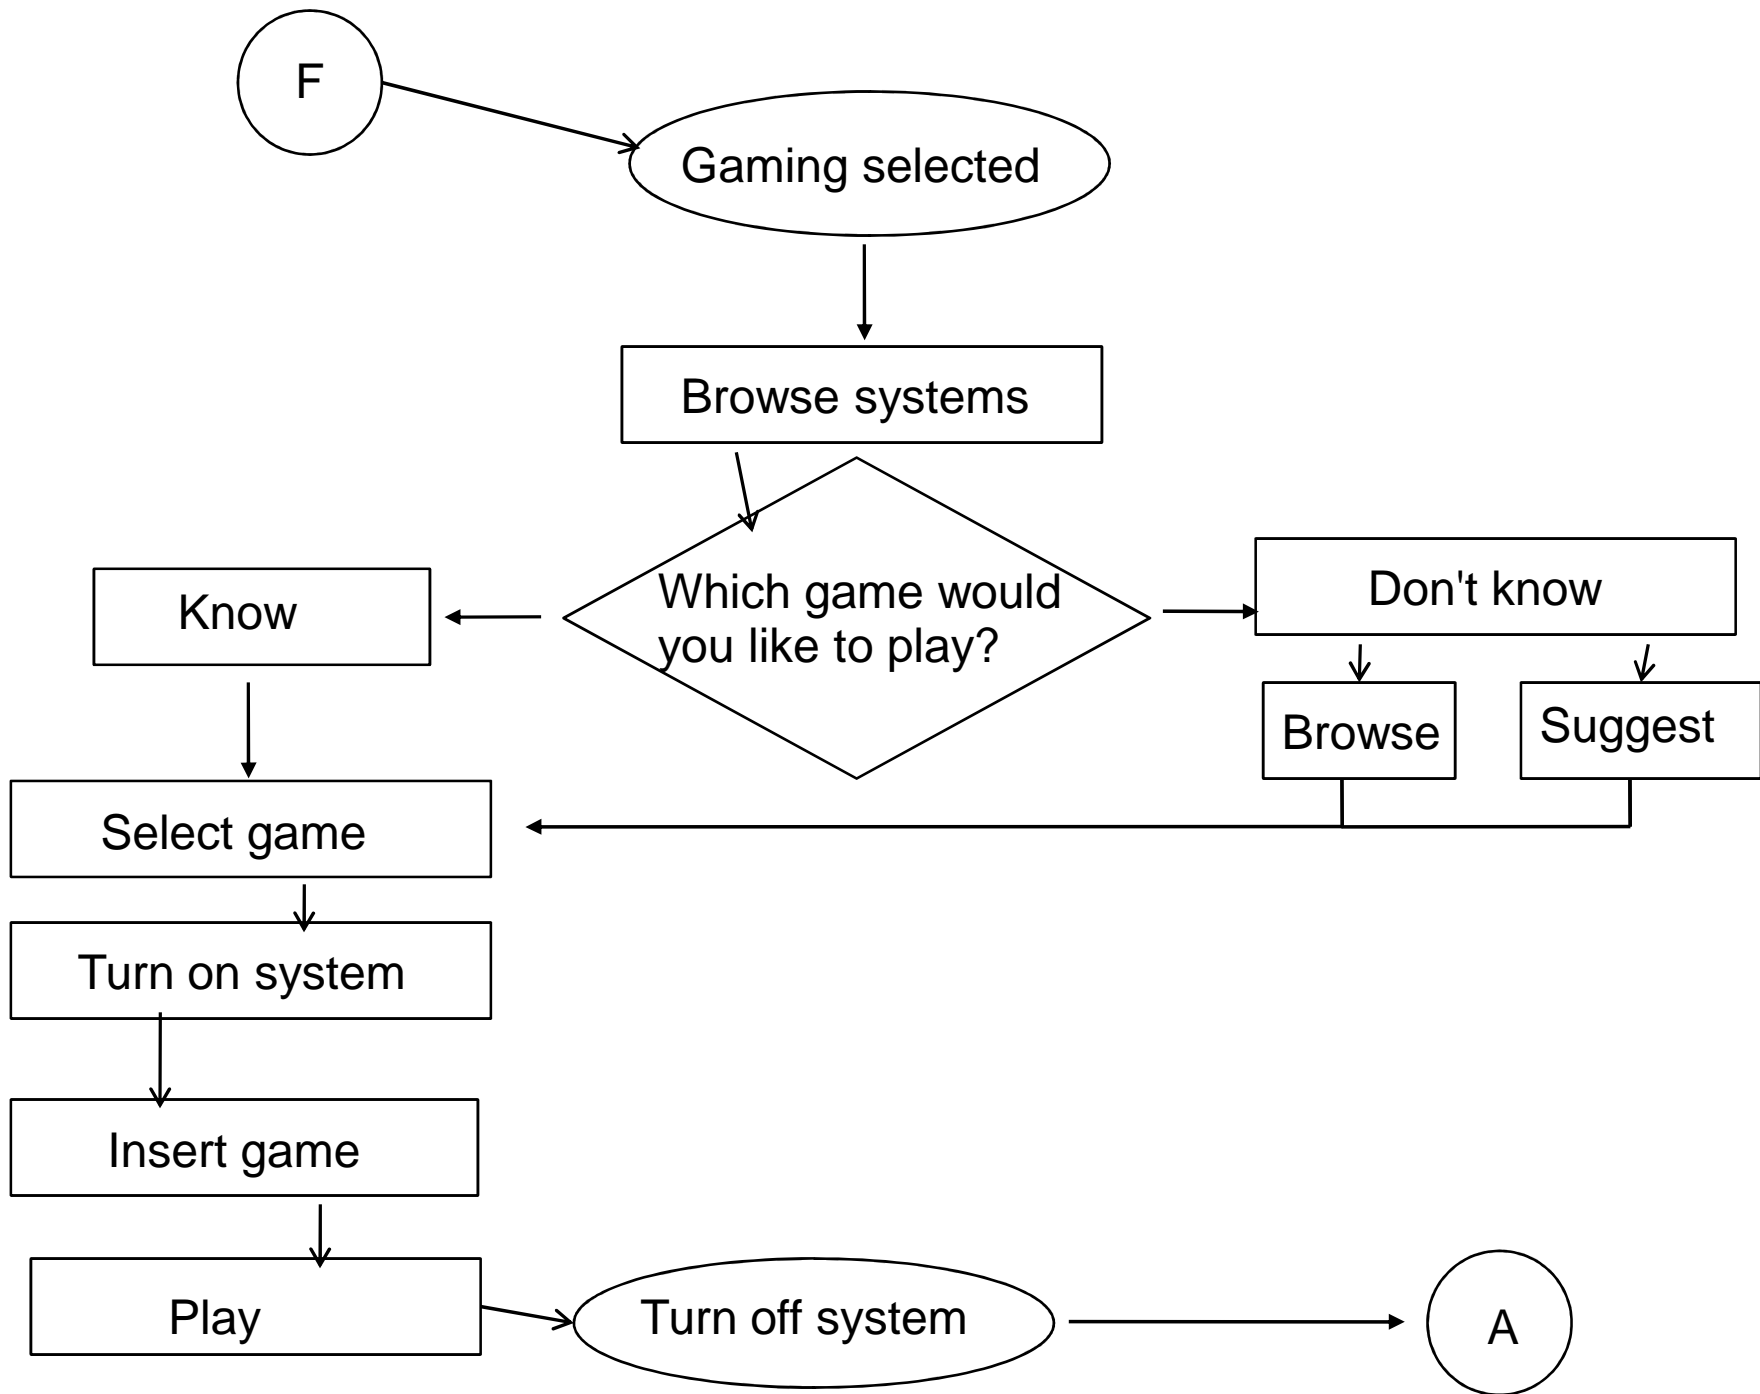 F
Gaming selected
Browse systems
Which game would
you like to play?
Know
Don't know
Browse
Suggest
Select game
Turn on system
Insert game
Play
Turn off system
A